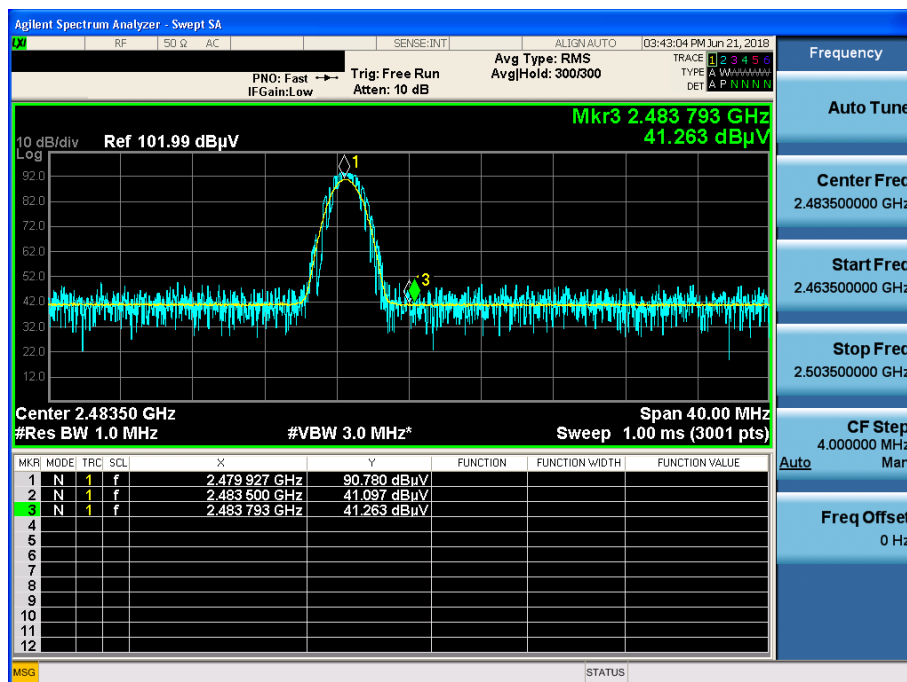 Agilent Spectrum Analyzer - Swept SA
LXI RF 50 Ω AC SENSE:INT ALIGN AUTO 03:43:04 PM Jun 21, 2018
PNO: Fast Trig: Free Run Avg Type: RMS TRACE 1 2 3 4 5 6
IFGain:Low Atten: 10 dB Avg|Hold: 300/300 TYPE A WWWWW
DET A P N N N N
Mkr3 2.483 793 GHz
41.263 dBµV
10 dB/div Ref 101.99 dBµV
Log
92.0
82.0
72.0
62.0
52.0
42.0
32.0
22.0
12.0
1
3
Center 2.48350 GHz Span 40.00 MHz
#Res BW 1.0 MHz #VBW 3.0 MHz* Sweep 1.00 ms (3001 pts)
MKR MODE TRC SCL X Y FUNCTION FUNCTION WIDTH FUNCTION VALUE
1 N 1 f 2.479 927 GHz 90.780 dBµV
2 N 1 f 2.483 500 GHz 41.097 dBµV
3 N 1 f 2.483 793 GHz 41.263 dBµV
4
5
6
7
8
9
10
11
12
MSG STATUS
Frequency
Auto Tune
Center Freq
2.483500000 GHz
Start Freq
2.463500000 GHz
Stop Freq
2.503500000 GHz
CF Step
4.000000 MHz
Auto Man
Freq Offset
0 Hz